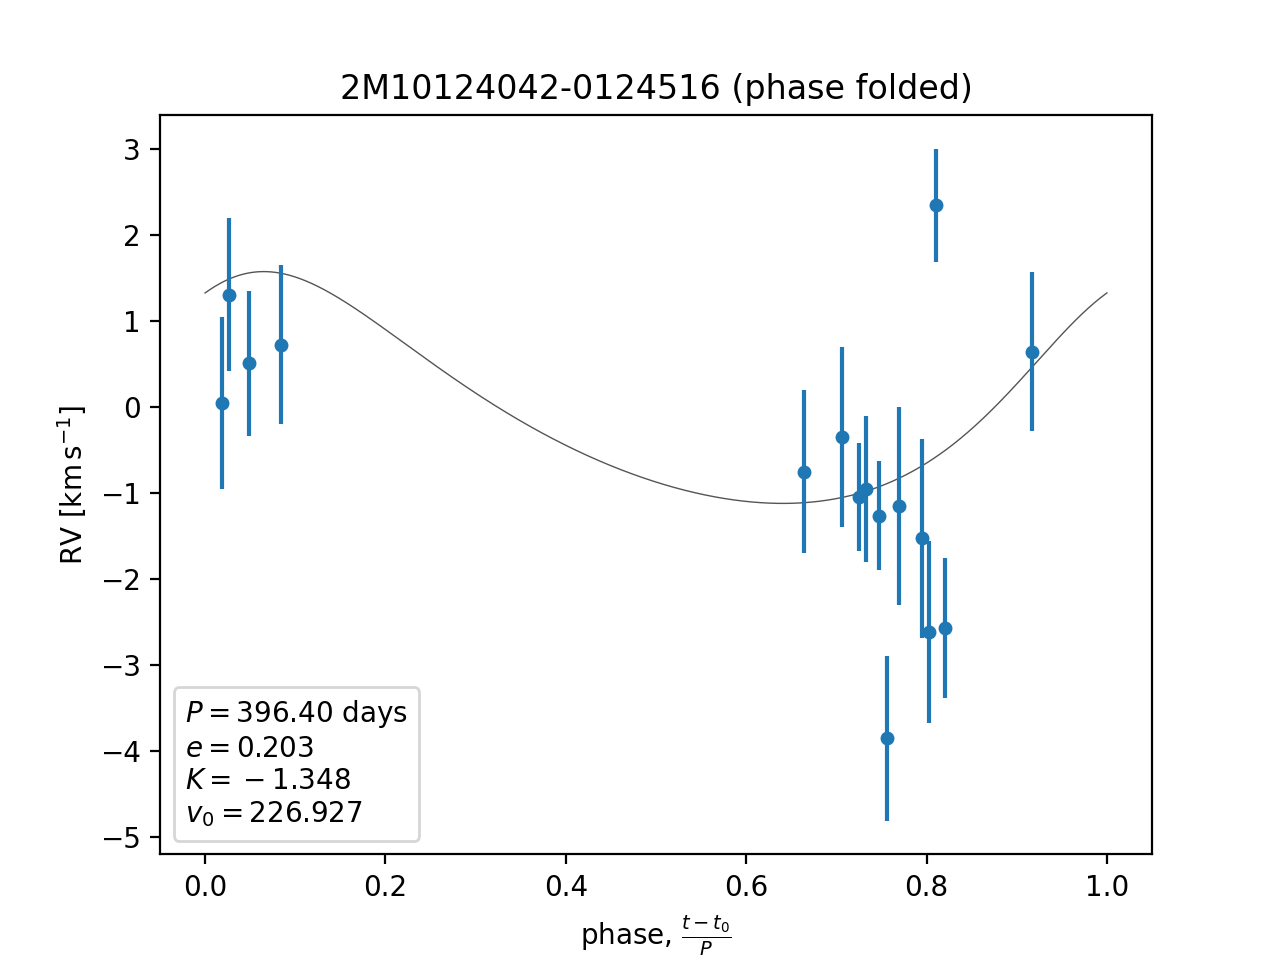 2M10124042-0124516 (phase folded)
3
2
1
0
−1
−2
−3
−4
−5
RV [km s⁻¹]
P = 396.40 days
e = 0.203
K = − 1.348
v₀ = 226.927
0.0 0.2 0.4 0.6 0.8 1.0
phase, (t − t₀)/P